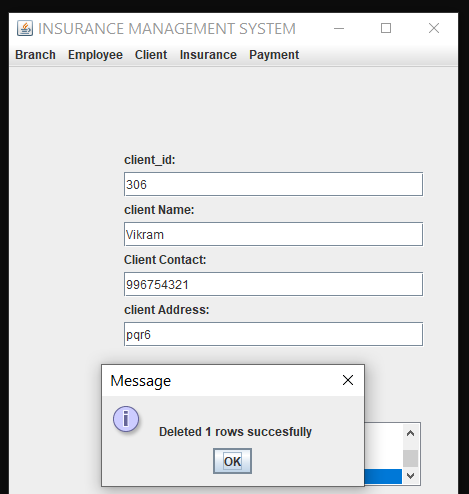 INSURANCE MANAGEMENT SYSTEM
Branch Employee Client Insurance Payment
client_id:
306
client Name:
Vikram
Client Contact:
996754321
client Address:
pqr6
Message
Deleted 1 rows succesfully
OK